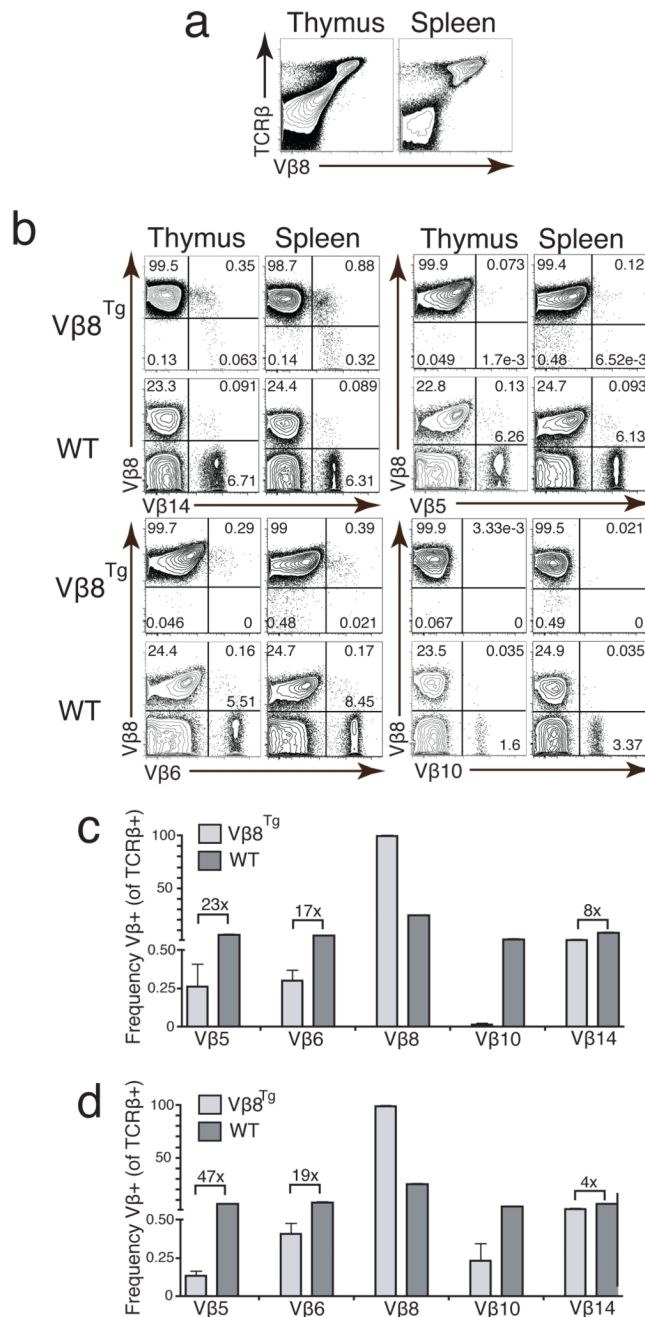 a
Thymus Spleen
TCRβ
Vβ8
b
Thymus Spleen Thymus Spleen
Vβ8Tg
99.5 0.35 98.7 0.88 99.9 0.073 99.4 0.12
0.13 0.063 0.14 0.32 0.049 1.7e-3 0.48 6.52e-3
WT
23.3 0.091 24.4 0.089 22.8 0.13 24.7 0.093
6.71 6.31 6.26 6.13
Vβ8 Vβ8
Vβ14 Vβ5
Vβ8Tg
99.7 0.29 99 0.39 99.9 3.33e-3 99.5 0.021
0.046 0 0.48 0.021 0.067 0 0.49 0
WT
24.4 0.16 24.7 0.17 23.5 0.035 24.9 0.035
5.51 8.45 1.6 3.37
Vβ8 Vβ8
Vβ6 Vβ10
c
Vβ8Tg
WT
Frequency Vβ+ (of TCRβ+)
100
50
0.50
0.25
0
23x 17x 8x
Vβ5 Vβ6 Vβ8 Vβ10 Vβ14
d
Vβ8Tg
WT
Frequency Vβ+ (of TCRβ+)
100
50
0.50
0.25
0
47x 19x 4x
Vβ5 Vβ6 Vβ8 Vβ10 Vβ14